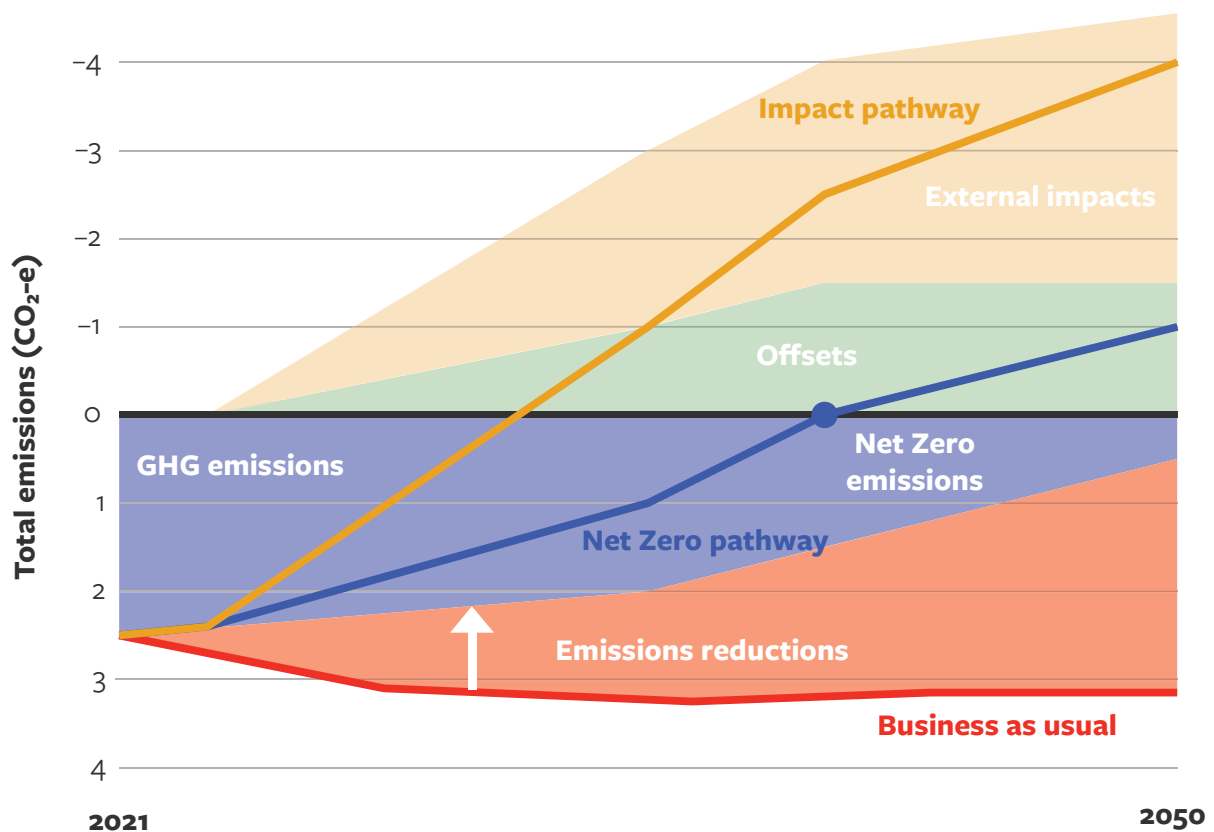 Total emissions (CO₂-e)
–4
–3
–2
–1
0
1
2
3
4
Impact pathway
External impacts
Offsets
GHG emissions
Net Zero
emissions
Net Zero pathway
Emissions reductions
Business as usual
2021
2050